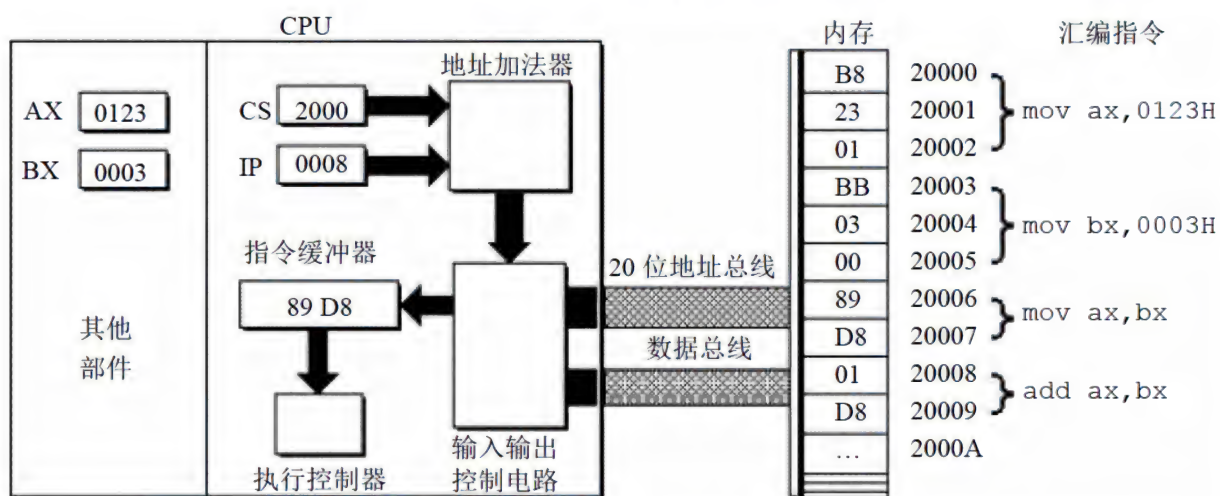 CPU
内存
汇编指令
地址加法器
AX 0123
BX 0003
CS 2000
IP 0008
指令缓冲器
89 D8
其他
部件
执行控制器
输入输出
控制电路
20 位地址总线
数据总线
B8 20000
23 20001 mov ax,0123H
01 20002
BB 20003
03 20004 mov bx,0003H
00 20005
89 20006
mov ax,bx
D8 20007
01 20008
add ax,bx
D8 20009
… 2000A